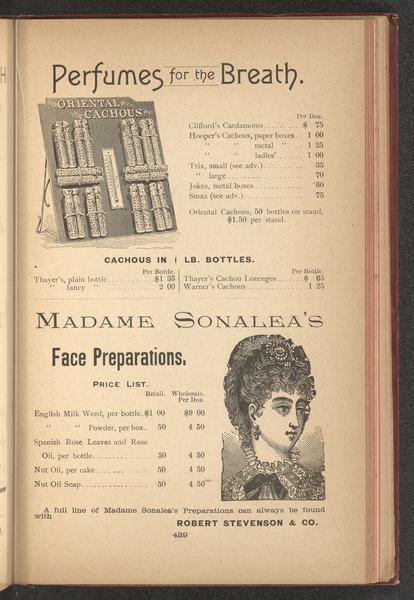 Perfumes for the Breath.
ORIENTAL
CACHOUS
Per Doz.
Clifford's Cardamoms $ 75
Hooper's Cachous, paper boxes 1 00
" " metal " 1 25
" " ladies' 1 00
Trix, small (see adv.) 35
" large 70
Jokes, metal boxes 60
Smax (see adv.) 75
Oriental Cachous, 50 bottles on stand,
$1.50 per stand.
CACHOUS IN 1 LB. BOTTLES.
Per Bottle. Per Bottle.
Thayer's, plain bottle $1 35 Thayer's Cachou Lozenges $ 65
" fancy " 2 00 Warner's Cachous 1 25
MADAME SONALEA'S
Face Preparations.
PRICE LIST.
Retail. Wholesale.
Per Doz.
English Milk Weed, per bottle $1 00 $9 00
" " Powder, per box 50 4 50
Spanish Rose Leaves and Rose
Oil, per bottle 50 4 50
Nut Oil, per cake 50 4 50
Nut Oil Soap 50 4 50
A full line of Madame Sonalea's Preparations can always be found
with
ROBERT STEVENSON & CO.
439